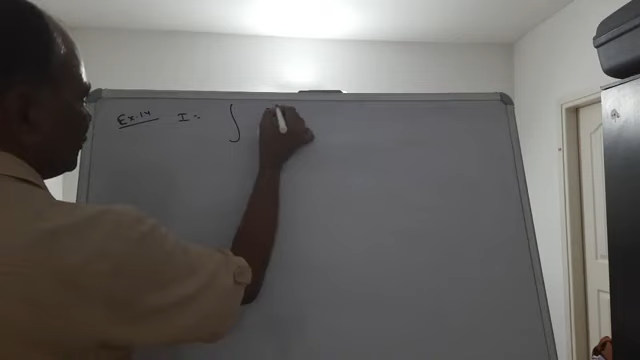 Ex.14 I = ∫